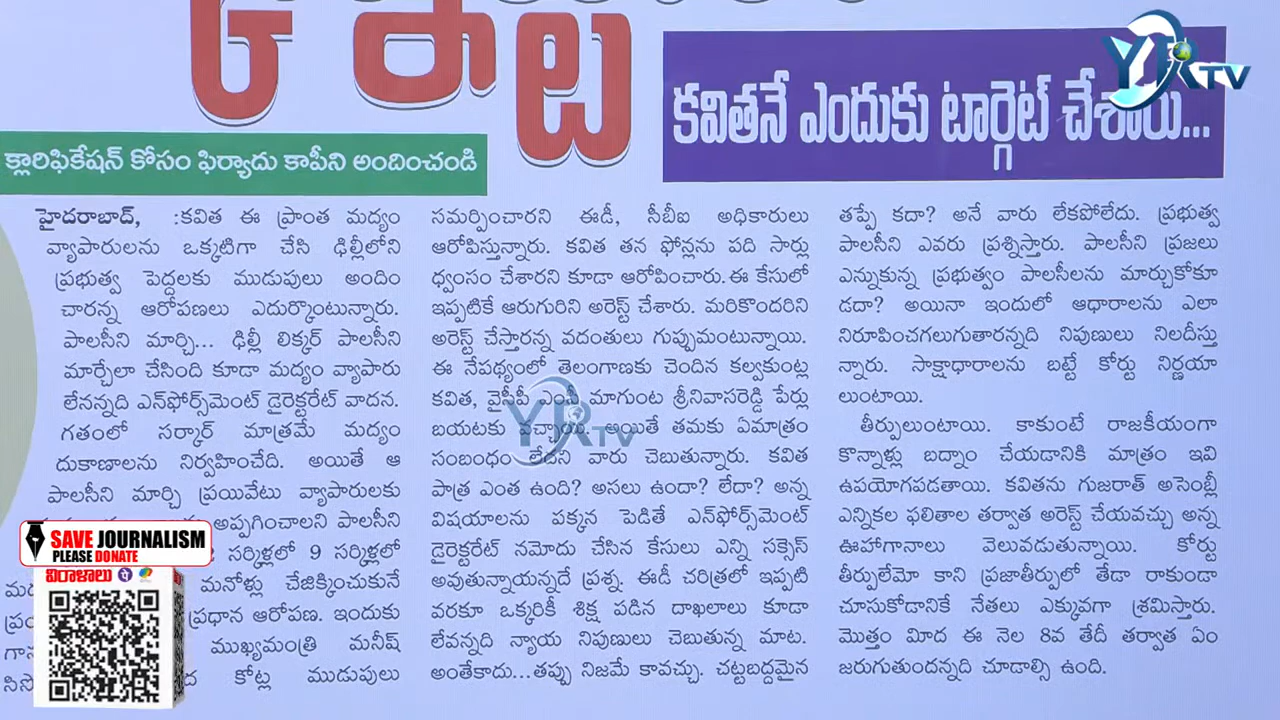 కవితనే ఎందుకు టార్గెట్ చేశారు...
YR TV
క్లారిఫికేషన్ కోసం ఫిర్యాదు కాపీని అందించండి
హైదరాబాద్, :కవిత ఈ ప్రాంత మద్యం
వ్యాపారులను ఒక్కటిగా చేసి ఢిల్లీలోని
ప్రభుత్వ పెద్దలకు ముడుపులు అందిం
చారన్న ఆరోపణలు ఎదుర్కొంటున్నారు.
పాలసీని మార్చి... ఢిల్లీ లిక్కర్ పాలసీని
మార్చేలా చేసింది కూడా మద్యం వ్యాపారు
లేనన్నది ఎన్‌ఫోర్స్‌మెంట్ డైరెక్టరేట్ వాదన.
గతంలో సర్కార్ మాత్రమే మద్యం
దుకాణాలను నిర్వహించేది. అయితే ఆ
పాలసీని మార్చి ప్రయివేటు వ్యాపారులకు
అప్పగించాలని పాలసీని
సర్కిళ్లలో 9 సర్కిళ్లలో
మనోళ్లు చేజిక్కించుకునే
ప్రధాన ఆరోపణ. ఇందుకు
ముఖ్యమంత్రి మనీష్
కోట్ల ముడుపులు
సమర్పించారని ఈడీ, సీబీఐ అధికారులు
ఆరోపిస్తున్నారు. కవిత తన ఫోన్లను పది సార్లు
ధ్వంసం చేశారని కూడా ఆరోపించారు.ఈ కేసులో
ఇప్పటికే ఆరుగురిని అరెస్ట్ చేశారు. మరికొందరిని
అరెస్ట్ చేస్తారన్న వదంతులు గుప్పుమంటున్నాయి.
ఈ నేపథ్యంలో తెలంగాణకు చెందిన కల్వకుంట్ల
కవిత, వైసీపీ ఎంపీ మాగుంట శ్రీనివాసరెడ్డి పేర్లు
బయటకు వచ్చాయి. అయితే తమకు ఏమాత్రం
సంబంధం లేదని వారు చెబుతున్నారు. కవిత
పాత్ర ఎంత ఉంది? అసలు ఉందా? లేదా? అన్న
విషయాలను పక్కన పెడితే ఎన్‌ఫోర్స్‌మెంట్
డైరెక్టరేట్ నమోదు చేసిన కేసులు ఎన్ని సక్సెస్
అవుతున్నాయన్నదే ప్రశ్న. ఈడీ చరిత్రలో ఇప్పటి
వరకూ ఒక్కరికీ శిక్ష పడిన దాఖలాలు కూడా
లేవన్నది న్యాయ నిపుణులు చెబుతున్న మాట.
అంతేకాదు...తప్పు నిజమే కావచ్చు. చట్టబద్ధమైన
తప్పే కదా? అనే వారు లేకపోలేదు. ప్రభుత్వ
పాలసీని ఎవరు ప్రశ్నిస్తారు. పాలసీని ప్రజలు
ఎన్నుకున్న ప్రభుత్వం పాలసీలను మార్చుకోకూ
డదా? అయినా ఇందులో ఆధారాలను ఎలా
నిరూపించగలుగుతారన్నది నిపుణులు నిలదీస్తు
న్నారు. సాక్షాధారాలను బట్టే కోర్టు నిర్ణయా
లుంటాయి.
తీర్పులుంటాయి. కాకుంటే రాజకీయంగా
కొన్నాళ్లు బద్నాం చేయడానికి మాత్రం ఇవి
ఉపయోగపడతాయి. కవితను గుజరాత్ అసెంబ్లీ
ఎన్నికల ఫలితాల తర్వాత అరెస్ట్ చేయవచ్చు అన్న
ఊహాగానాలు వెలువడుతున్నాయి. కోర్టు
తీర్పులేమో కాని ప్రజాతీర్పులో తేడా రాకుండా
చూసుకోడానికే నేతలు ఎక్కువగా శ్రమిస్తారు.
మొత్తం మీద ఈ నెల 8వ తేదీ తర్వాత ఏం
జరుగుతుందన్నది చూడాల్సి ఉంది.
YR TV
SAVE JOURNALISM
PLEASE DONATE
విరాళాలు